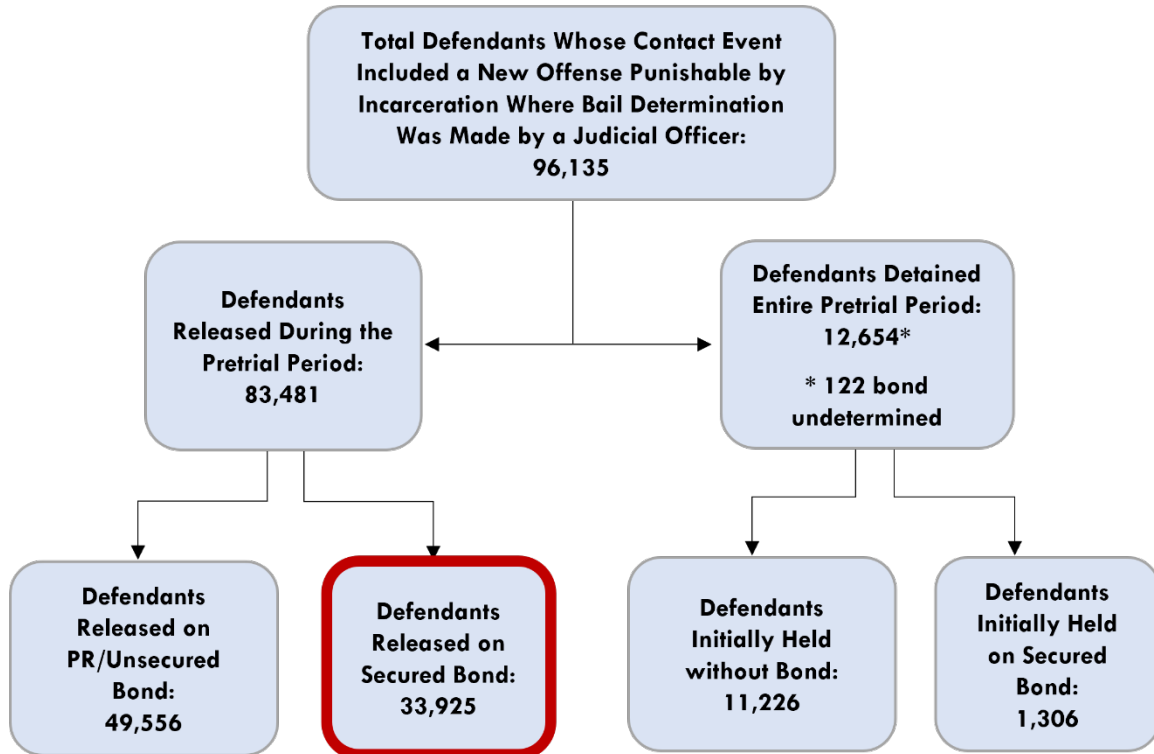 Total Defendants Whose Contact Event
Included a New Offense Punishable by
Incarceration Where Bail Determination
Was Made by a Judicial Officer:
96,135
Defendants
Released During the
Pretrial Period:
83,481
Defendants Detained
Entire Pretrial Period:
12,654*
* 122 bond
undetermined
Defendants
Released on
PR/Unsecured
Bond:
49,556
Defendants
Released on
Secured Bond:
33,925
Defendants
Initially Held
without Bond:
11,226
Defendants
Initially Held
on Secured
Bond:
1,306